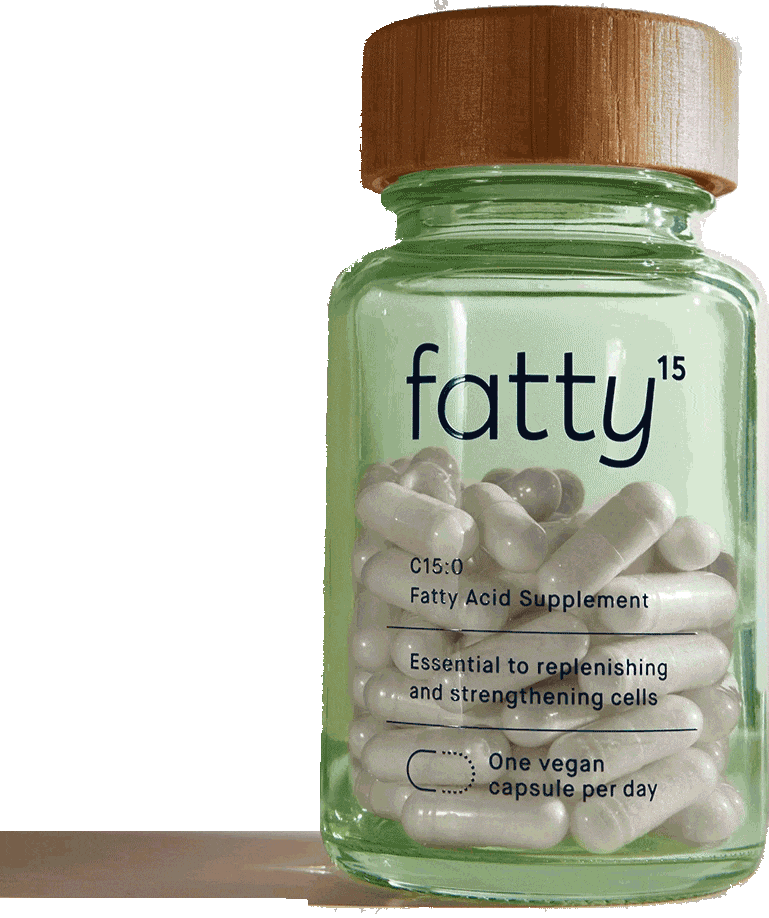 fatty¹⁵
C15:0
Fatty Acid Supplement
Essential to replenishing
and strengthening cells
One vegan
capsule per day